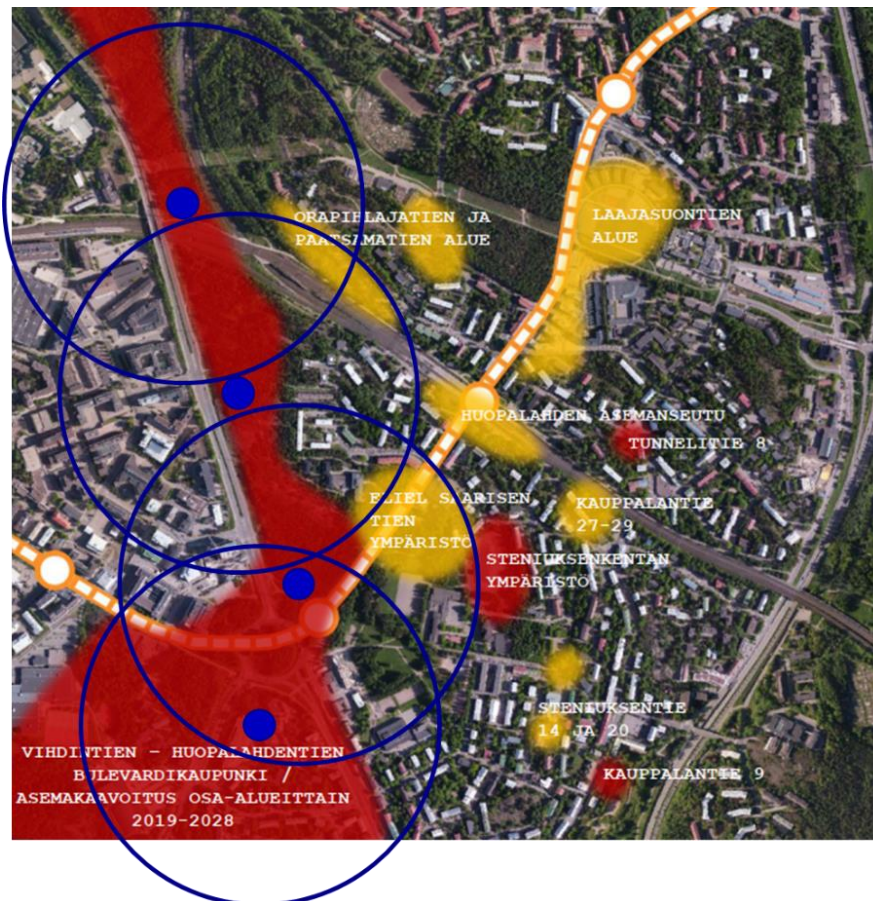 ORAPIHLAJATIEN JA
PAATSAMATIEN ALUE
LAAJASUONTIEN
ALUE
HUOPALAHDEN ASEMANSEUTU
TUNNELITIE 8
ELIEL SAARISEN
TIEN
YMPÄRISTÖ
KAUPPALANTIE
27-29
STENIUKSENKENTÄN
YMPÄRISTÖ
STENIUKSENTIE
14 JA 20
KAUPPALANTIE 9
VIHDINTIEN – HUOPALAHDENTIEN
BULEVARDIKAUPUNKI /
ASEMAKAAVOITUS OSA-ALUEITTAIN
2019-2028